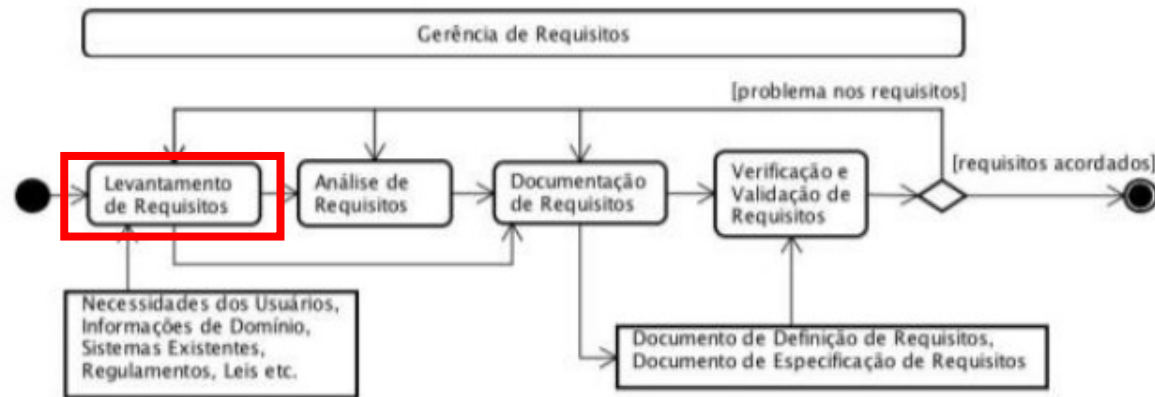 Gerência de Requisitos
[problema nos requisitos]
[requisitos acordados]
Levantamento
de Requisitos
Análise de
Requisitos
Documentação
de Requisitos
Verificação e
Validação de
Requisitos
Necessidades dos Usuários,
Informações de Domínio,
Sistemas Existentes,
Regulamentos, Leis etc.
Documento de Definição de Requisitos,
Documento de Especificação de Requisitos